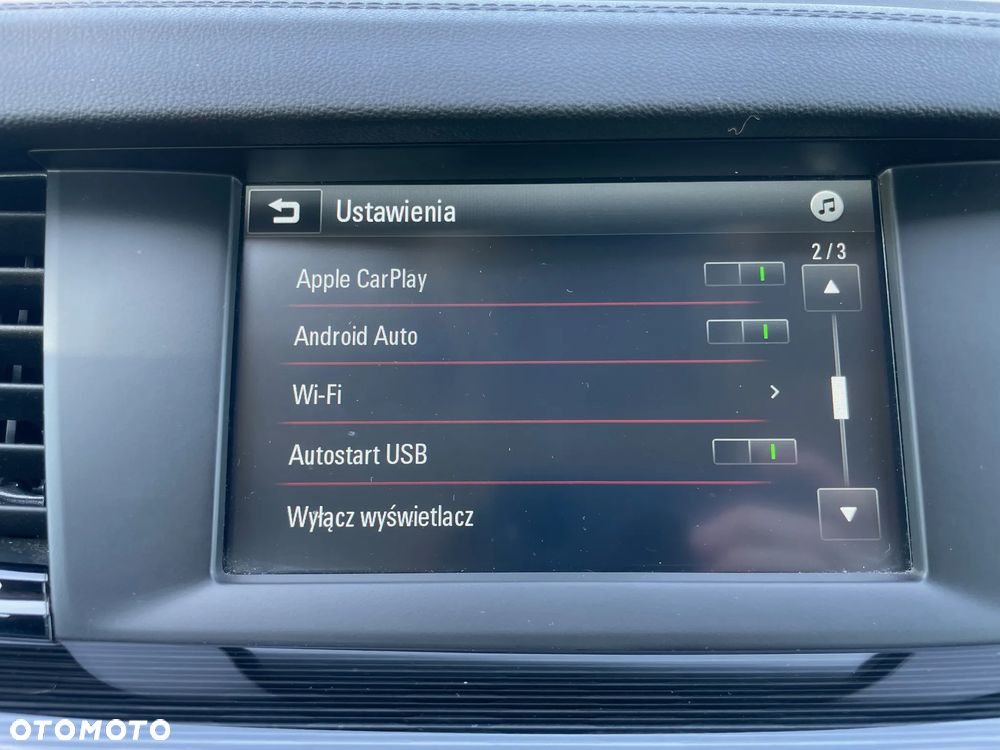 Ustawienia
2/3
Apple CarPlay
Android Auto
Wi-Fi
Autostart USB
Wyłącz wyświetlacz
OTOMOTO